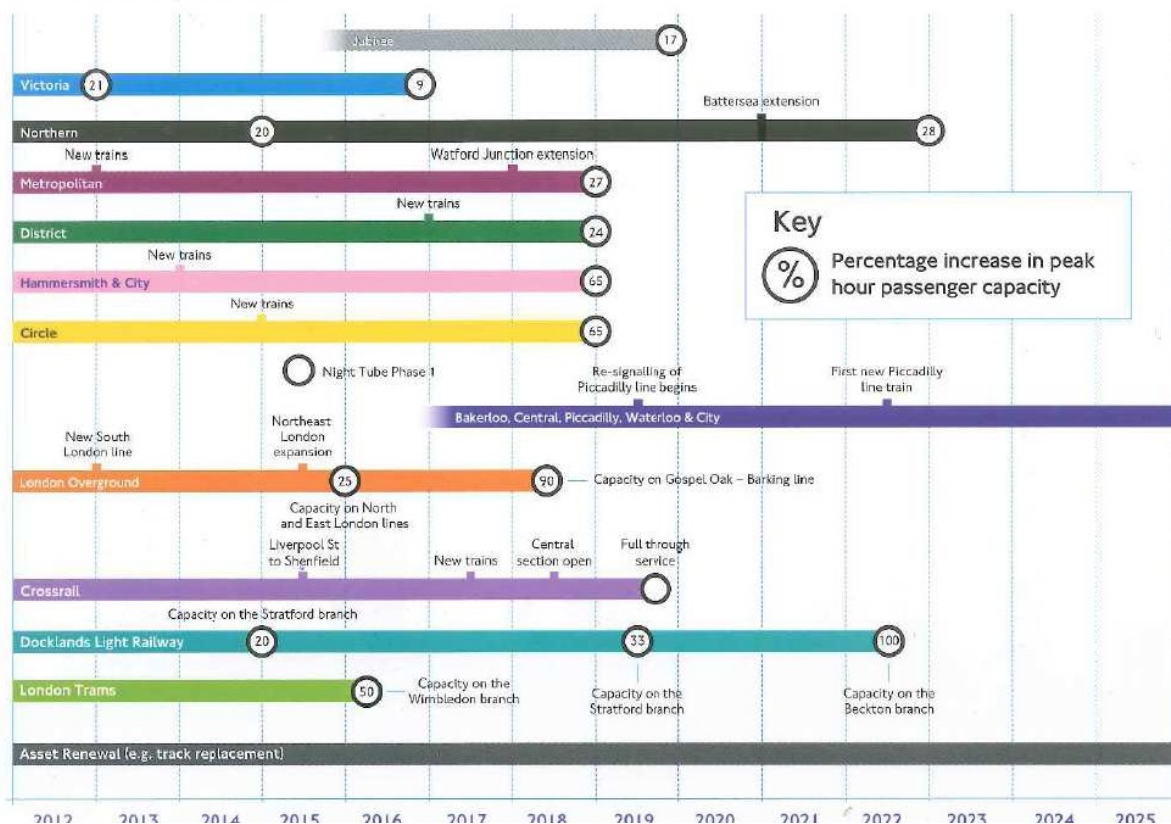 Jubilee
17
Victoria
21
9
Battersea extension
Northern
20
28
New trains
Watford Junction extension
Metropolitan
27
New trains
District
24
Key
%
Percentage increase in peak
hour passenger capacity
New trains
Hammersmith & City
65
New trains
Circle
65
Night Tube Phase 1
Re-signalling of
Piccadilly line begins
First new Piccadilly
line train
Bakerloo, Central, Piccadilly, Waterloo & City
New South
London line
Northeast
London
expansion
London Overground
25
90
Capacity on Gospel Oak – Barking line
Capacity on North
and East London lines
Liverpool St
to Shenfield
New trains
Central
section open
Full through
service
Crossrail
Capacity on the Stratford branch
Docklands Light Railway
20
33
100
London Trams
50
Capacity on the
Wimbledon branch
Capacity on the
Stratford branch
Capacity on the
Beckton branch
Asset Renewal (e.g. track replacement)
2012 2013 2014 2015 2016 2017 2018 2019 2020 2021 2022 2023 2024 2025